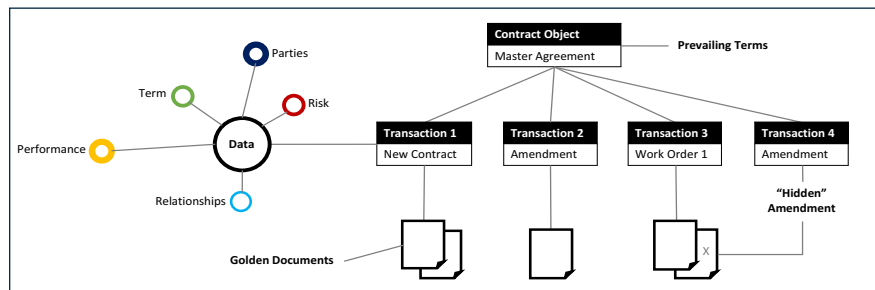 Contract Object
Master Agreement
Prevailing Terms
Parties
Term
Risk
Performance
Data
Relationships
Transaction 1
New Contract
Transaction 2
Amendment
Transaction 3
Work Order 1
Transaction 4
Amendment
“Hidden”
Amendment
Golden Documents
X